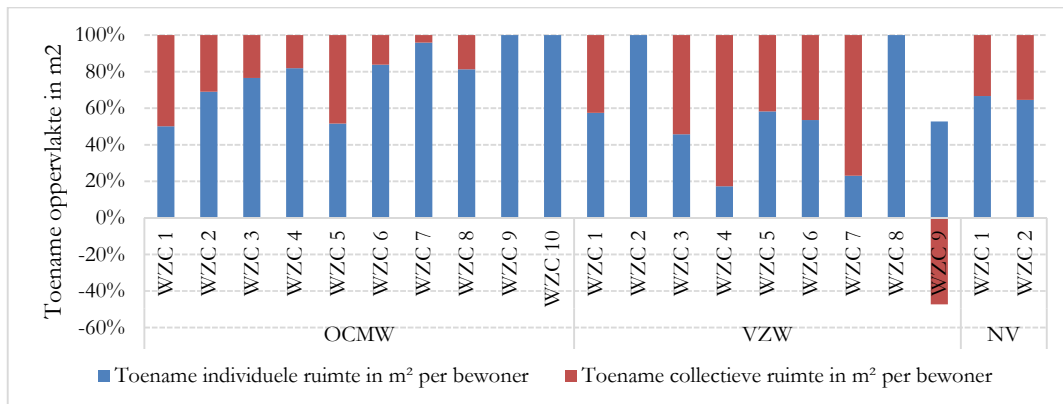 Toename oppervlakte in m2
100%
80%
60%
40%
20%
0%
-20%
-40%
-60%
WZC 1
WZC 2
WZC 3
WZC 4
WZC 5
WZC 6
WZC 7
WZC 8
WZC 9
WZC 10
WZC 1
WZC 2
WZC 3
WZC 4
WZC 5
WZC 6
WZC 7
WZC 8
WZC 9
WZC 1
WZC 2
OCMW
VZW
NV
Toename individuele ruimte in m² per bewoner
Toename collectieve ruimte in m² per bewoner